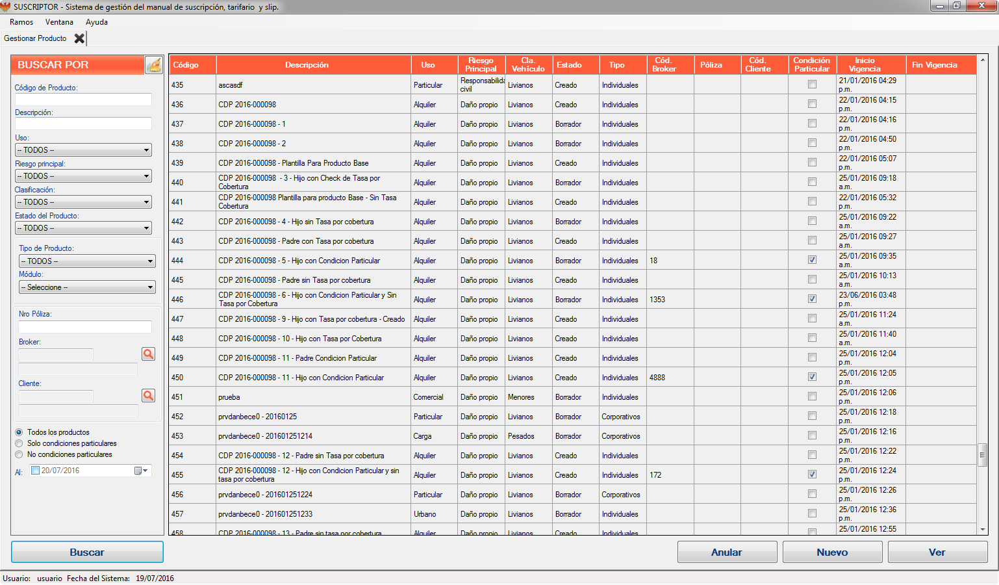 SUSCRIPTOR - Sistema de gestión del manual de suscripción, tarifario  y slip.
Ramos Ventana Ayuda
Gestionar Producto
BUSCAR POR
Código de Producto:
Descripción:
Uso:
-- TODOS --
Riesgo principal:
-- TODOS --
Clasificación:
-- TODOS --
Estado del Producto:
-- TODOS --
Tipo de Producto:
-- TODOS --
Módulo:
-- Seleccione --
Nro Póliza:
Broker:
Cliente:
Todos los productos
Solo condiciones particulares
No condiciones particulares
Al: 20/07/2016
Buscar
Código Descripción Uso Riesgo Principal Cla. Vehículo Estado Tipo Cód. Broker Póliza Cód. Cliente Condición Particular Inicio Vigencia Fin Vigencia
435 ascasdf Particular Responsabilida civil Livianos Creado Individuales 21/01/2016 04:29 p.m.
436 CDP 2016-000098 Alquiler Daño propio Livianos Creado Individuales 22/01/2016 04:15 p.m.
437 CDP 2016-000098 - 1 Alquiler Daño propio Livianos Borrador Individuales 22/01/2016 04:16 p.m.
438 CDP 2016-000098 - 2 Alquiler Daño propio Livianos Borrador Individuales 22/01/2016 04:50 p.m.
439 CDP 2016-000098 - Plantilla Para Producto Base Alquiler Daño propio Livianos Creado Individuales 22/01/2016 05:07 p.m.
440 CDP 2016-000098  - 3 - Hijo con Check de Tasa por Cobertura Alquiler Daño propio Livianos Borrador Individuales 25/01/2016 09:18 a.m.
441 CDP 2016-000098 Plantilla para producto Base - Sin Tasa Cobertura Alquiler Daño propio Livianos Creado Individuales 22/01/2016 05:32 p.m.
442 CDP 2016-000098 - 4 - Hijo sin Tasa por cobertura Alquiler Daño propio Livianos Borrador Individuales 25/01/2016 09:22 a.m.
443 CDP 2016-000098 - Padre con Tasa por cobertura Alquiler Daño propio Livianos Creado Individuales 25/01/2016 09:27 a.m.
444 CDP 2016-000098 - 5 - Hijo con Condicion Particular Alquiler Daño propio Livianos Borrador Individuales 18 25/01/2016 09:35 a.m.
445 CDP 2016-000098 - Padre sin Tasa por cobertura Alquiler Daño propio Livianos Creado Individuales 25/01/2016 10:13 a.m.
446 CDP 2016-000098 - 6 - Hijo con Condicion Particular y Sin Tasa por Cobertura Alquiler Daño propio Livianos Borrador Individuales 1353 23/06/2016 03:48 p.m.
447 CDP 2016-000098 - 9 - Hijo con Tasa por cobertura - Creado Alquiler Daño propio Livianos Creado Individuales 25/01/2016 11:24 a.m.
448 CDP 2016-000098 - 10 - Hijo con Tasa por Cobertura Alquiler Daño propio Livianos Creado Individuales 25/01/2016 11:40 a.m.
449 CDP 2016-000098 - 11 - Padre Condicion Particular Alquiler Daño propio Livianos Creado Individuales 25/01/2016 12:04 p.m.
450 CDP 2016-000098 - 11 - Hijo con Condicion Particular Alquiler Daño propio Livianos Creado Individuales 4888 25/01/2016 12:05 p.m.
451 prueba Comercial Daño propio Menores Borrador Individuales 25/01/2016 12:06 p.m.
452 prvdanbece0 - 20160125 Particular Daño propio Livianos Borrador Corporativos 25/01/2016 12:18 p.m.
453 prvdanbece0 - 201601251214 Carga Daño propio Pesados Borrador Corporativos 25/01/2016 12:16 p.m.
454 CDP 2016-000098 - 12 - Padre sin Tasa por cobertura Alquiler Daño propio Livianos Creado Individuales 25/01/2016 12:22 p.m.
455 CDP 2016-000098 - 12 - Hijo con Condicion Particular y sin tasa por cobertura Alquiler Daño propio Livianos Creado Individuales 172 25/01/2016 12:24 p.m.
456 prvdanbece0 - 201601251224 Particular Daño propio Livianos Borrador Corporativos 25/01/2016 12:26 p.m.
457 prvdanbece0 - 201601251233 Urbano Daño propio Livianos Borrador Individuales 25/01/2016 12:36 p.m.
458 CDP 2016-000098 - 13 - Padre sin tasa por cobertura Alquiler Daño propio Livianos Creado Individuales 25/01/2016 12:55
Anular Nuevo Ver
Usuario: usuario Fecha del Sistema: 19/07/2016